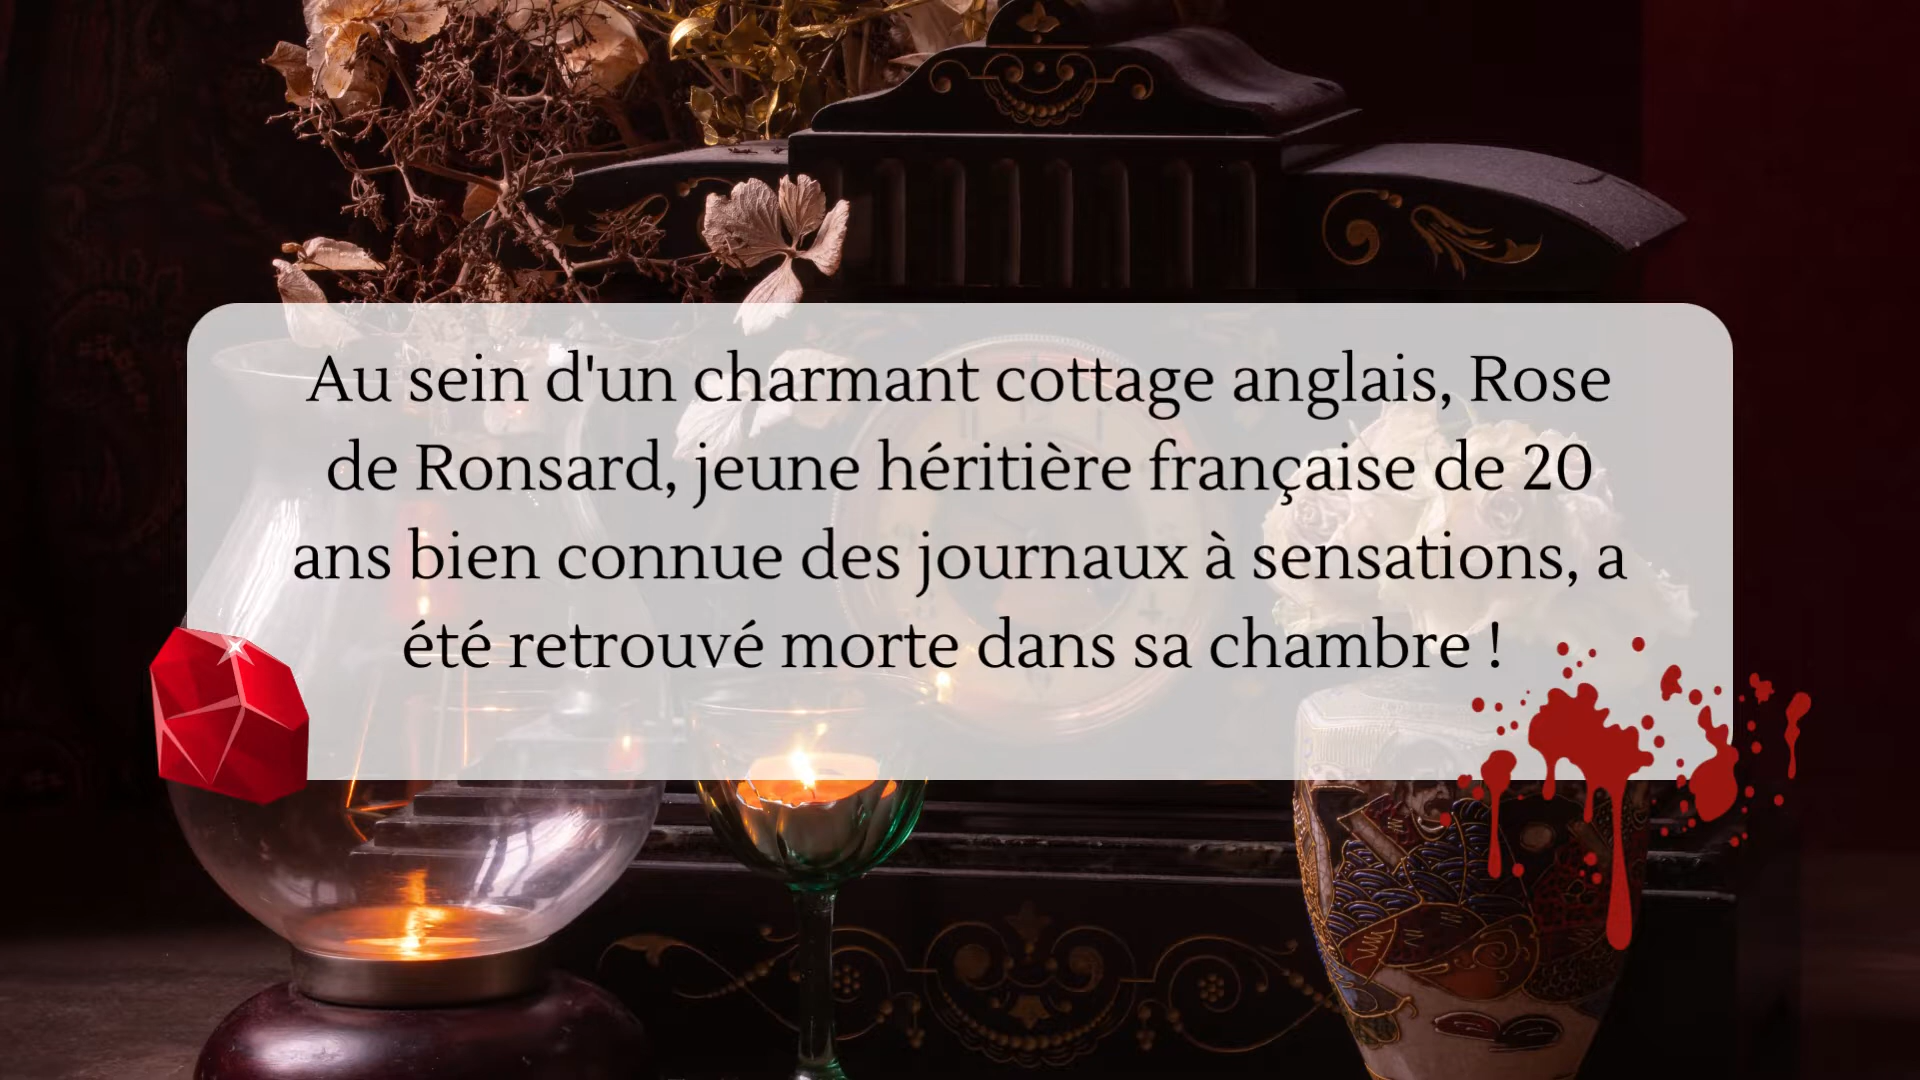 Au sein d'un charmant cottage anglais, Rose
de Ronsard, jeune héritière française de 20
ans bien connue des journaux à sensations, a
été retrouvé morte dans sa chambre !